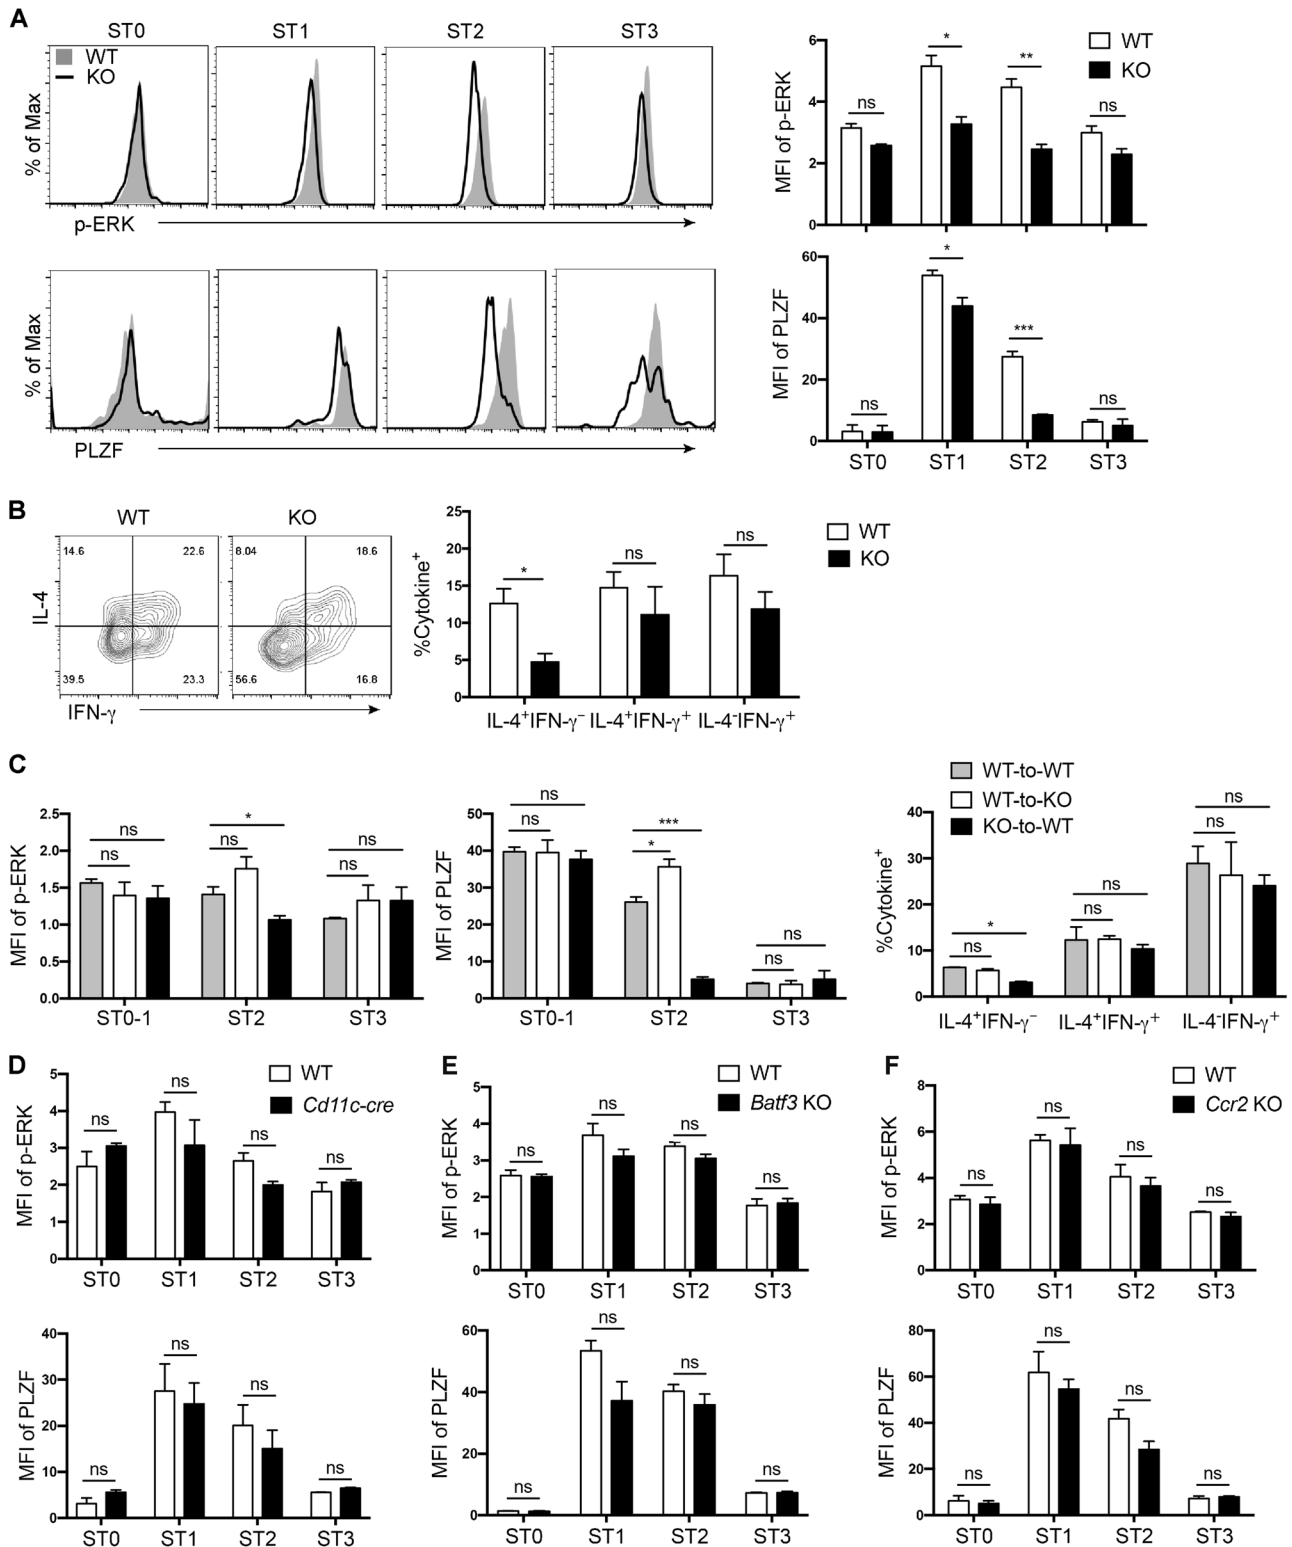 A
ST0 ST1 ST2 ST3
WT
KO
% of Max
p-ERK
% of Max
PLZF
WT
KO
MFI of p-ERK
6
4
2
0
ns * ** ns
MFI of PLZF
60
40
20
0
ns * *** ns
ST0 ST1 ST2 ST3
B
WT KO
14.6 22.6 8.04 18.6
39.5 23.3 56.6 16.8
IL-4
IFN-γ
%Cytokine⁺
25
20
15
10
5
0
* ns ns
IL-4⁺IFN-γ⁻ IL-4⁺IFN-γ⁺ IL-4⁻IFN-γ⁺
WT
KO
C
WT-to-WT
WT-to-KO
KO-to-WT
MFI of p-ERK
2.5
2.0
1.5
1.0
0.5
0.0
ns * ns
ns ns ns
ST0-1 ST2 ST3
MFI of PLZF
50
40
30
20
10
0
ns *** ns
ns * ns
ST0-1 ST2 ST3
%Cytokine⁺
40
30
20
10
0
* ns ns
ns ns ns
IL-4⁺IFN-γ⁻ IL-4⁺IFN-γ⁺ IL-4⁻IFN-γ⁺
D
WT
Cd11c-cre
MFI of p-ERK
5
4
3
2
1
0
ns ns ns ns
ST0 ST1 ST2 ST3
MFI of PLZF
40
30
20
10
0
ns ns ns ns
ST0 ST1 ST2 ST3
E
WT
Batf3 KO
MFI of p-ERK
5
4
3
2
1
0
ns ns ns ns
ST0 ST1 ST2 ST3
MFI of PLZF
60
40
20
0
ns ns ns ns
ST0 ST1 ST2 ST3
F
WT
Ccr2 KO
MFI of p-ERK
8
6
4
2
0
ns ns ns ns
ST0 ST1 ST2 ST3
MFI of PLZF
80
60
40
20
0
ns ns ns ns
ST0 ST1 ST2 ST3